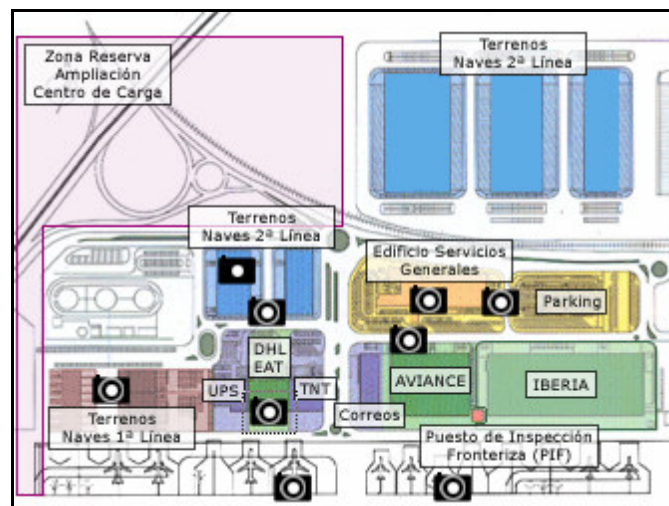 Zona Reserva
Ampliación
Centro de Carga
Terrenos
Naves 2ª Línea
Terrenos
Naves 2ª Línea
Edificio Servicios
Generales
Parking
DHL
EAT
UPS
TNT
AVIANCE
IBERIA
Correos
Terrenos
Naves 1ª Línea
Puesto de Inspección
Fronteriza (PIF)